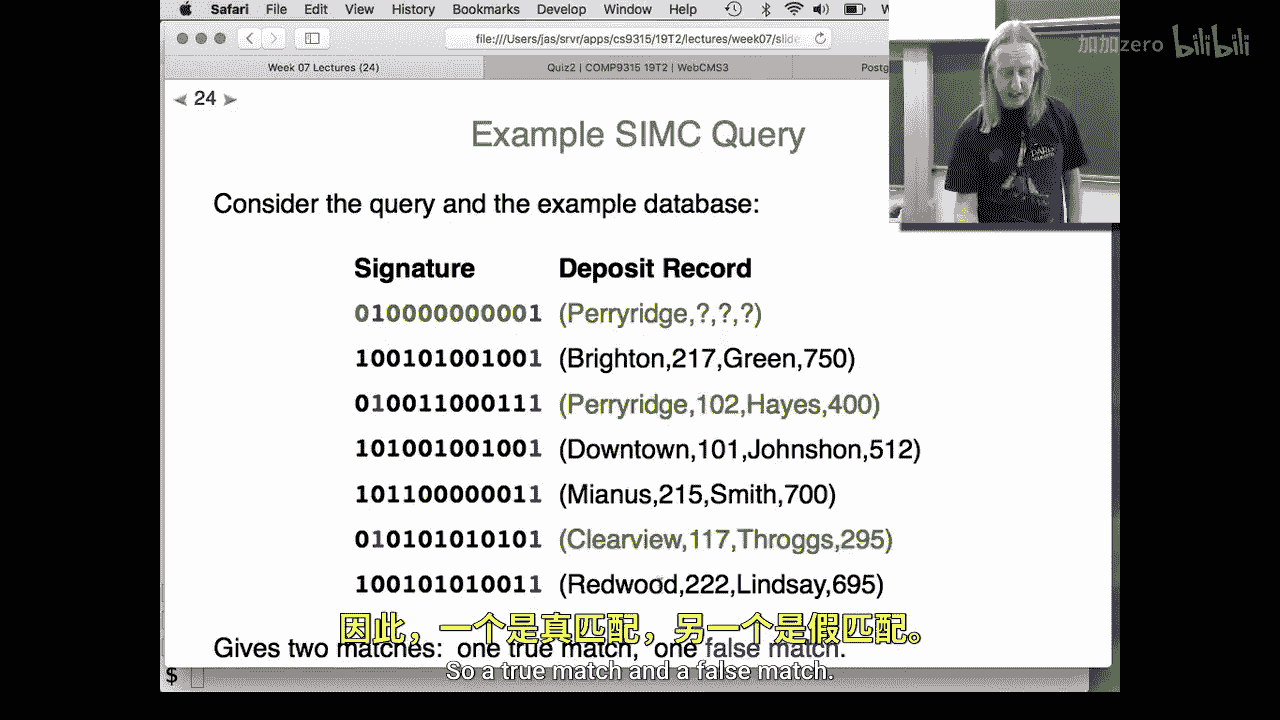 Safari File Edit View History Bookmarks Develop Window Help
加加zero bilibili
file:///Users/jas/srvr/apps/cs9315/19T2/lectures/week07/slide
Week 07 Lectures (24) Quiz2 | COMP9315 19T2 | WebCMS3 Postg
24
Example SIMC Query
Consider the query and the example database:
Signature Deposit Record
010000000001 (Perryridge,?,?,?)
100101001001 (Brighton,217,Green,750)
010011000111 (Perryridge,102,Hayes,400)
101001001001 (Downtown,101,Johnshon,512)
101100000011 (Mianus,215,Smith,700)
010101010101 (Clearview,117,Throggs,295)
100101010011 (Redwood,222,Lindsay,695)
因此，一个是真匹配，另一个是假匹配。
Gives two matches: one true match, one false match.
So a true match and a false match.
$